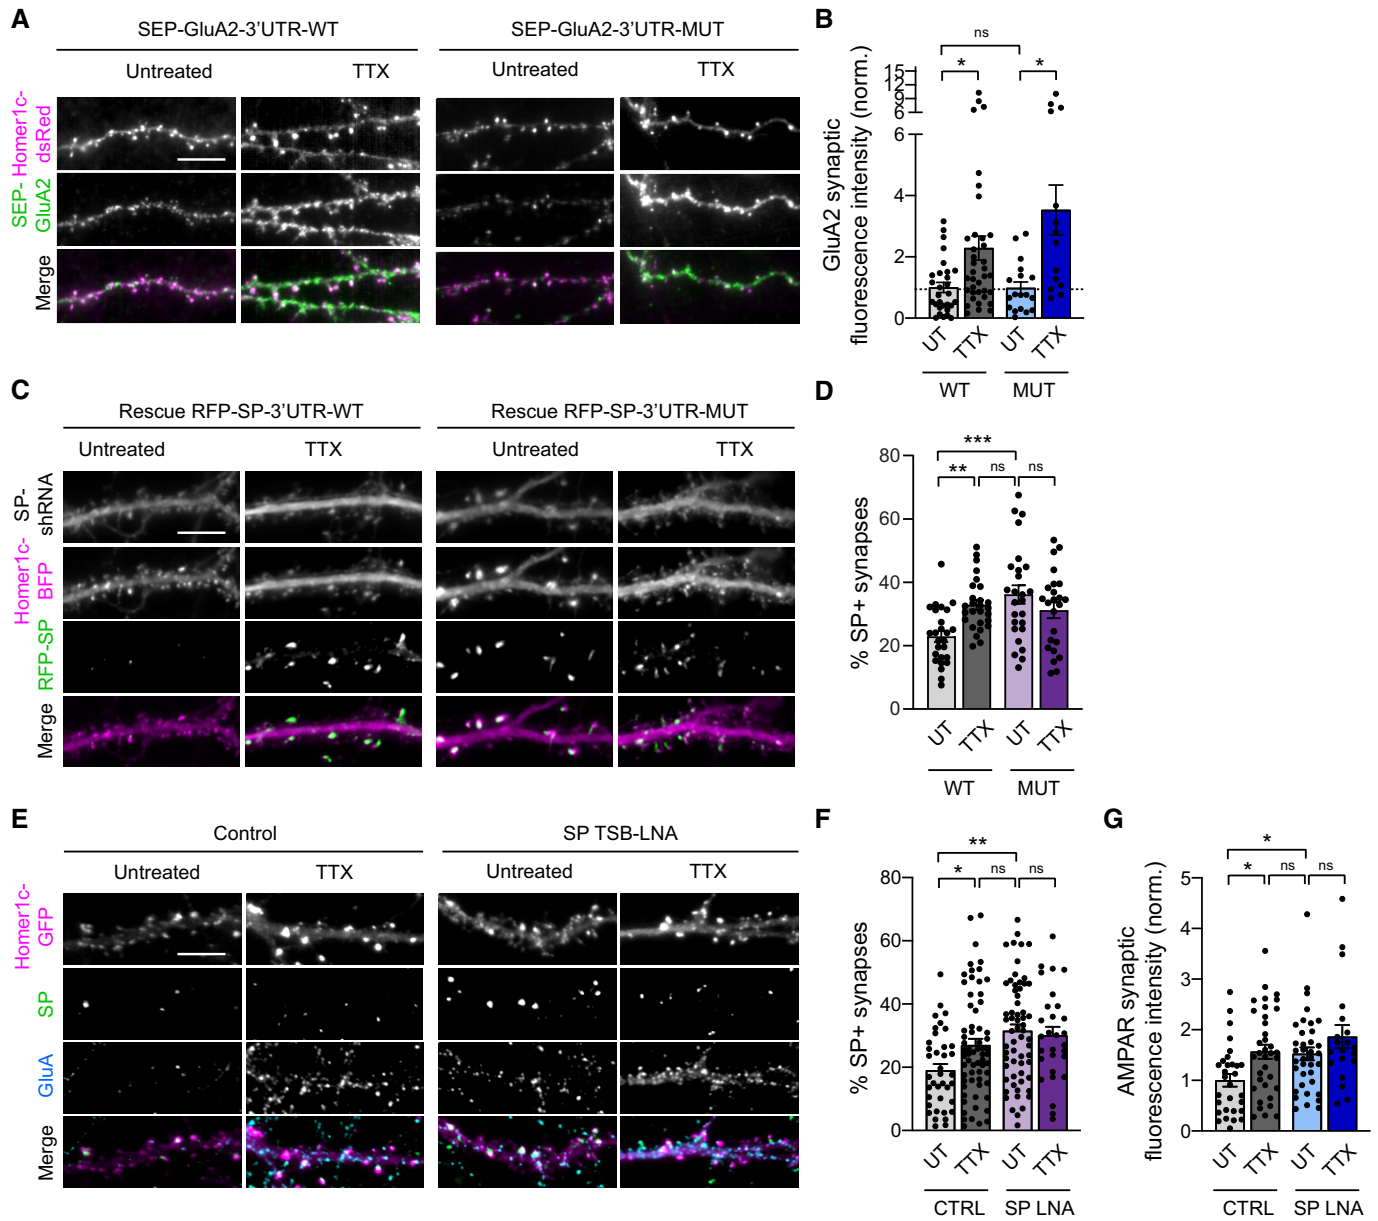 A
SEP-GluA2-3’UTR-WT
SEP-GluA2-3’UTR-MUT
Untreated
TTX
Untreated
TTX
Homer1c-
dsRed
SEP-
GluA2
Merge
B
GluA2 synaptic
fluorescence intensity (norm.)
15
12
9
6
6
4
2
0
ns
*
*
UT
TTX
UT
TTX
WT
MUT
C
Rescue RFP-SP-3’UTR-WT
Rescue RFP-SP-3’UTR-MUT
Untreated
TTX
Untreated
TTX
SP-
shRNA
Homer1c-
BFP
RFP-SP
Merge
D
% SP+ synapses
80
60
40
20
0
***
**
ns
ns
UT
TTX
UT
TTX
WT
MUT
E
Control
SP TSB-LNA
Untreated
TTX
Untreated
TTX
Homer1c-
GFP
SP
GluA
Merge
F
% SP+ synapses
80
60
40
20
0
**
*
ns
ns
UT
TTX
UT
TTX
CTRL
SP LNA
G
AMPAR synaptic
fluorescence intensity (norm.)
5
4
3
2
1
0
*
*
ns
ns
UT
TTX
UT
TTX
CTRL
SP LNA